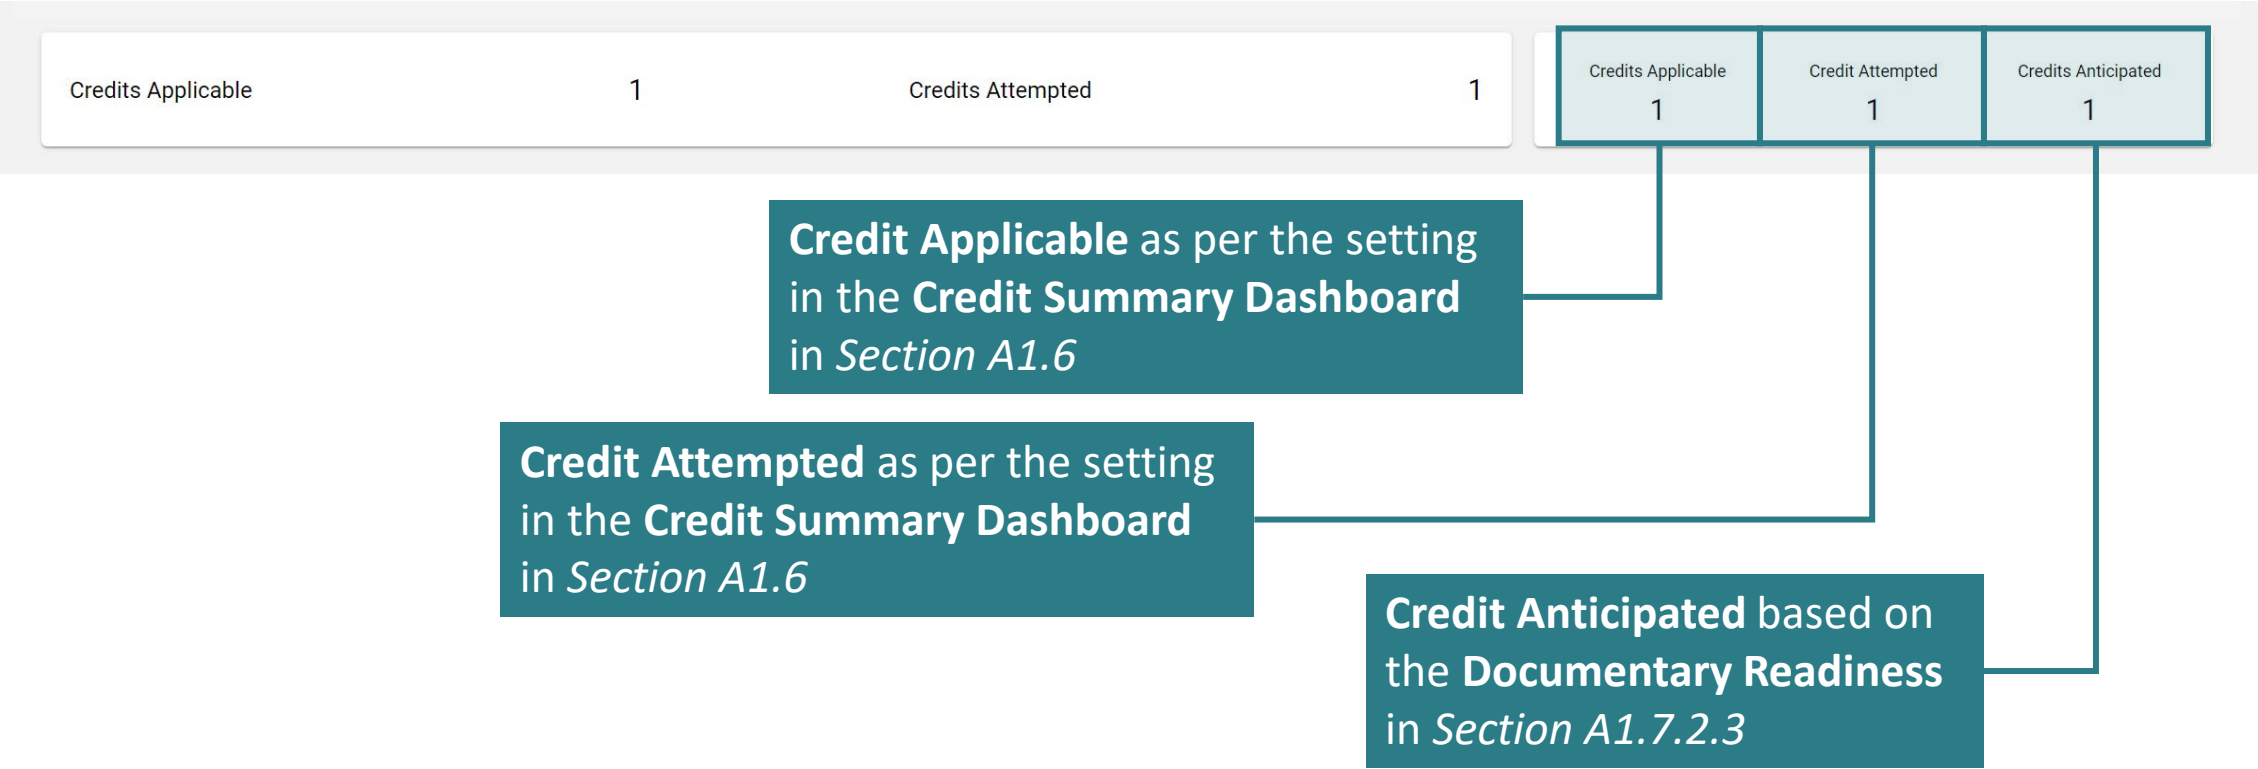 Credits Applicable 1 Credits Attempted 1
Credits Applicable Credit Attempted Credits Anticipated
1 1 1
Credit Applicable as per the setting
in the Credit Summary Dashboard
in Section A1.6
Credit Attempted as per the setting
in the Credit Summary Dashboard
in Section A1.6
Credit Anticipated based on
the Documentary Readiness
in Section A1.7.2.3